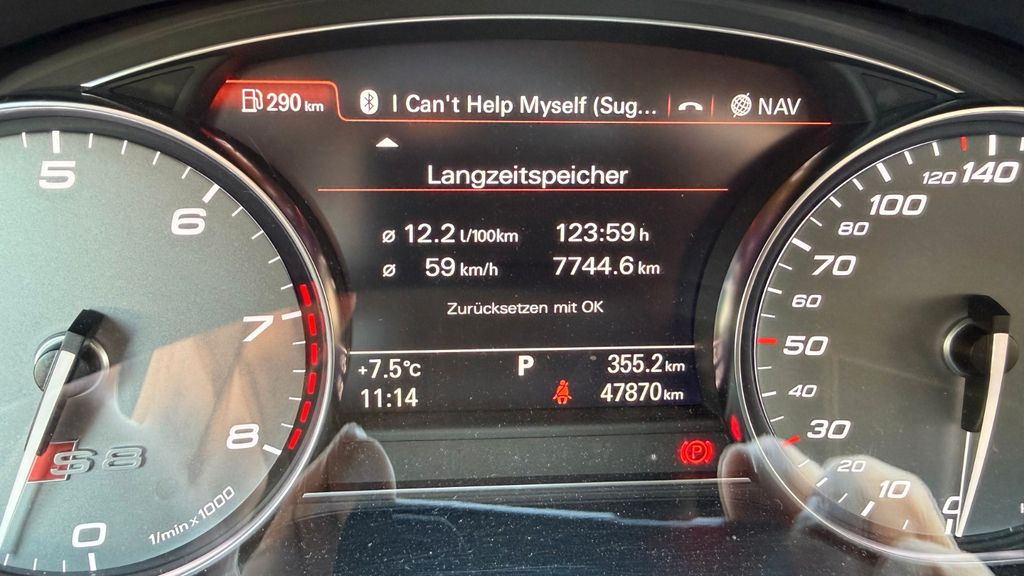 290 km
I Can't Help Myself (Sug...
NAV
Langzeitspeicher
ø 12.2 l/100km 123:59 h
ø 59 km/h 7744.6 km
Zurücksetzen mit OK
+7.5°C P 355.2 km
11:14 47870 km
(P)
5
6
7
8
0
S8
1/min x 1000
140
120
100
80
70
60
50
40
30
20
10
0